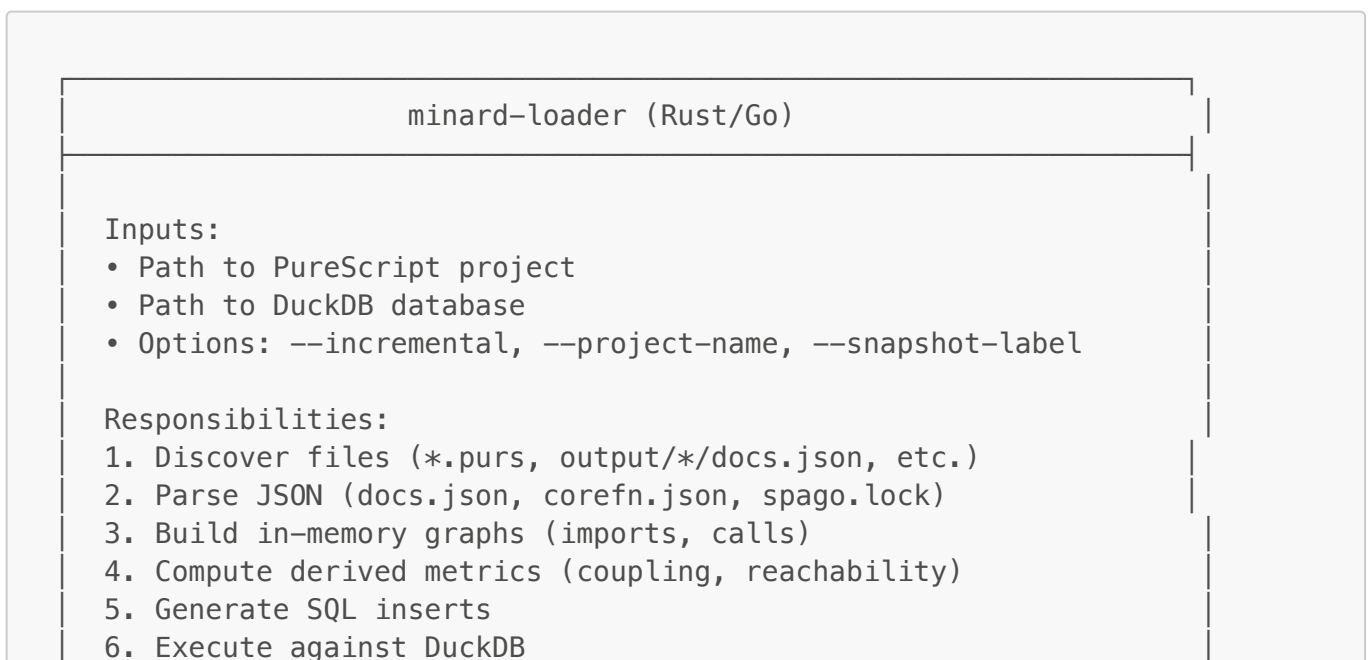 minard-loader (Rust/Go)
Inputs:
• Path to PureScript project
• Path to DuckDB database
• Options: --incremental, --project-name, --snapshot-label
Responsibilities:
1. Discover files (*.purs, output/*/docs.json, etc.)
2. Parse JSON (docs.json, corefn.json, spago.lock)
3. Build in-memory graphs (imports, calls)
4. Compute derived metrics (coupling, reachability)
5. Generate SQL inserts
6. Execute against DuckDB